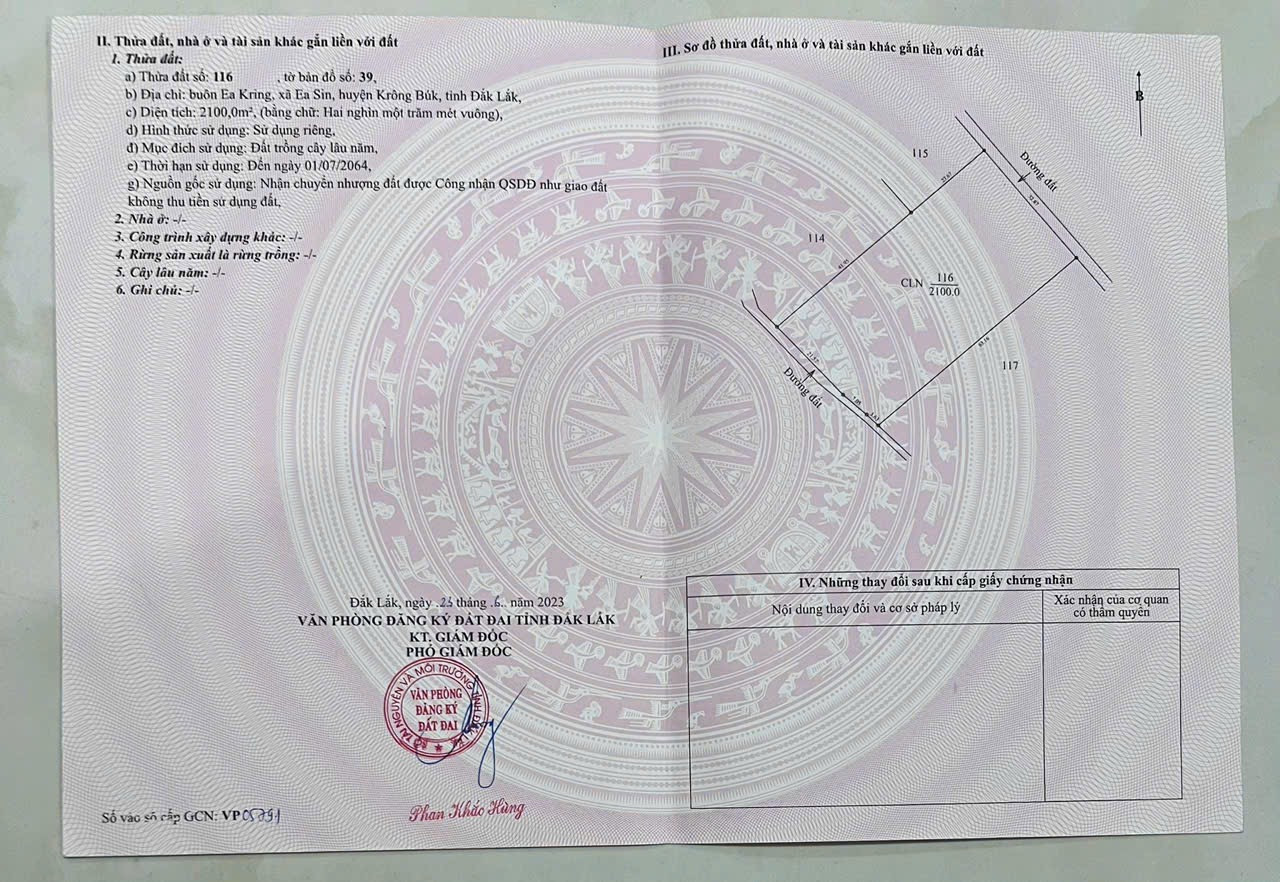 II. Thửa đất, nhà ở và tài sản khác gắn liền với đất
1. Thửa đất:
a) Thửa đất số: 116 , tờ bản đồ số: 39,
b) Địa chỉ: buôn Ea Kring, xã Ea Sin, huyện Krông Búk, tỉnh Đắk Lắk,
c) Diện tích: 2100,0m², (bằng chữ: Hai nghìn một trăm mét vuông),
d) Hình thức sử dụng: Sử dụng riêng,
đ) Mục đích sử dụng: Đất trồng cây lâu năm,
e) Thời hạn sử dụng: Đến ngày 01/07/2064,
g) Nguồn gốc sử dụng: Nhận chuyển nhượng đất được Công nhận QSDĐ như giao đất
không thu tiền sử dụng đất,
2. Nhà ở: -/-
3. Công trình xây dựng khác: -/-
4. Rừng sản xuất là rừng trồng: -/-
5. Cây lâu năm: -/-
6. Ghi chú: -/-
Đắk Lắk, ngày .23 tháng .6.. năm 2023
VĂN PHÒNG ĐĂNG KÝ ĐẤT ĐAI TỈNH ĐẮK LẮK
KT. GIÁM ĐỐC
PHÓ GIÁM ĐỐC
SỞ TÀI NGUYÊN VÀ MÔI TRƯỜNG TỈNH ĐẮK LẮK
VĂN PHÒNG
ĐĂNG KÝ
ĐẤT ĐAI
Phan Khắc Hùng
Số vào sổ cấp GCN: VP05791
III. Sơ đồ thửa đất, nhà ở và tài sản khác gắn liền với đất
B
115
Đường đất
114
CLN 116
2100.0
117
Đường đất
IV. Những thay đổi sau khi cấp giấy chứng nhận
Nội dung thay đổi và cơ sở pháp lý
Xác nhận của cơ quan
có thẩm quyền